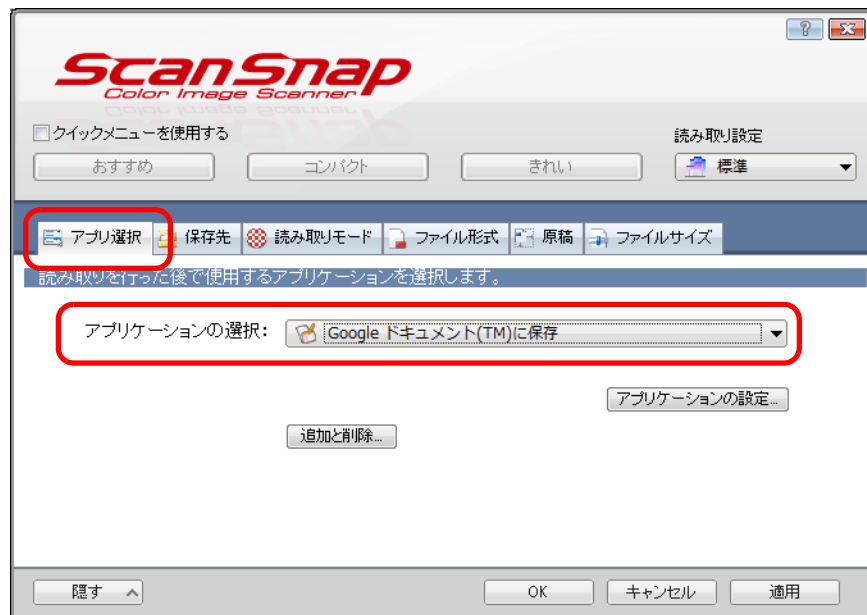 ScanSnap
Color Image Scanner
クイックメニューを使用する
読み取り設定
おすすめ コンパクト きれい 標準
アプリ選択 保存先 読み取りモード ファイル形式 原稿 ファイルサイズ
読み取りを行った後で使用するアプリケーションを選択します。
アプリケーションの選択: Google ドキュメント(TM)に保存
アプリケーションの設定...
追加と削除...
隠す OK キャンセル 適用